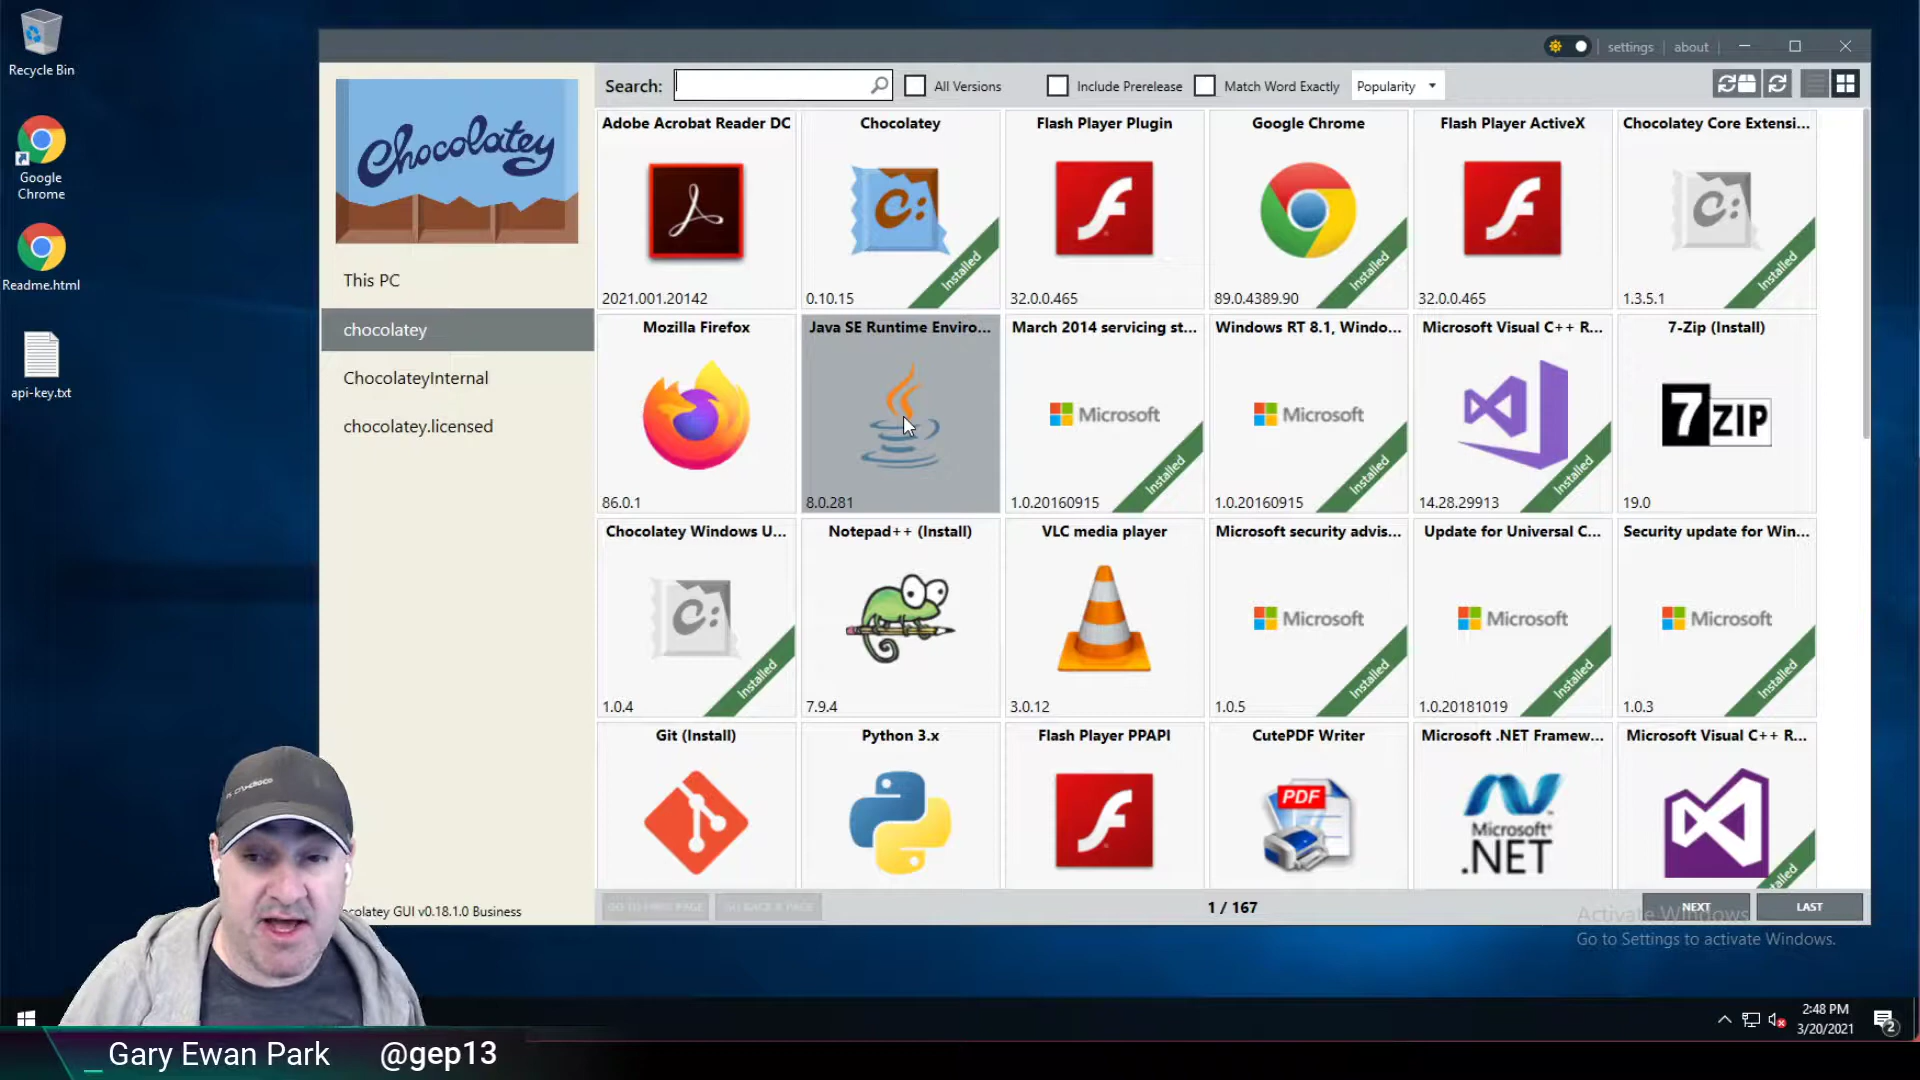 Recycle Bin
Google
Chrome
Readme.html
api-key.txt
settings
about
Chocolatey
This PC
chocolatey
ChocolateyInternal
chocolatey.licensed
Search:
All Versions
Include Prerelease
Match Word Exactly
Popularity
Adobe Acrobat Reader DC
2021.001.20142
Chocolatey
C:
0.10.15
Installed
Flash Player Plugin
32.0.0.465
Google Chrome
89.0.4389.90
Installed
Flash Player ActiveX
32.0.0.465
Chocolatey Core Extensi...
C:
1.3.5.1
Installed
Mozilla Firefox
86.0.1
Java SE Runtime Enviro...
8.0.281
March 2014 servicing st...
Microsoft
1.0.20160915
Installed
Windows RT 8.1, Windo...
Microsoft
1.0.20160915
Installed
Microsoft Visual C++ R...
14.28.29913
Installed
7-Zip (Install)
7ZIP
19.0
Chocolatey Windows U...
C:
1.0.4
Installed
Notepad++ (Install)
7.9.4
VLC media player
3.0.12
Microsoft security advis...
Microsoft
1.0.5
Installed
Update for Universal C...
Microsoft
1.0.20181019
Installed
Security update for Win...
Microsoft
1.0.3
Installed
Git (Install)
Python 3.x
Flash Player PPAPI
CutePDF Writer
PDF
Microsoft .NET Framew...
Microsoft
.NET
Microsoft Visual C++ R...
GUI v0.18.1.0 Business
1 / 167
NEXT
LAST
Activate Windows
Go to Settings to activate Windows.
2:48 PM
3/20/2021
2
_ Gary Ewan Park
@gep13